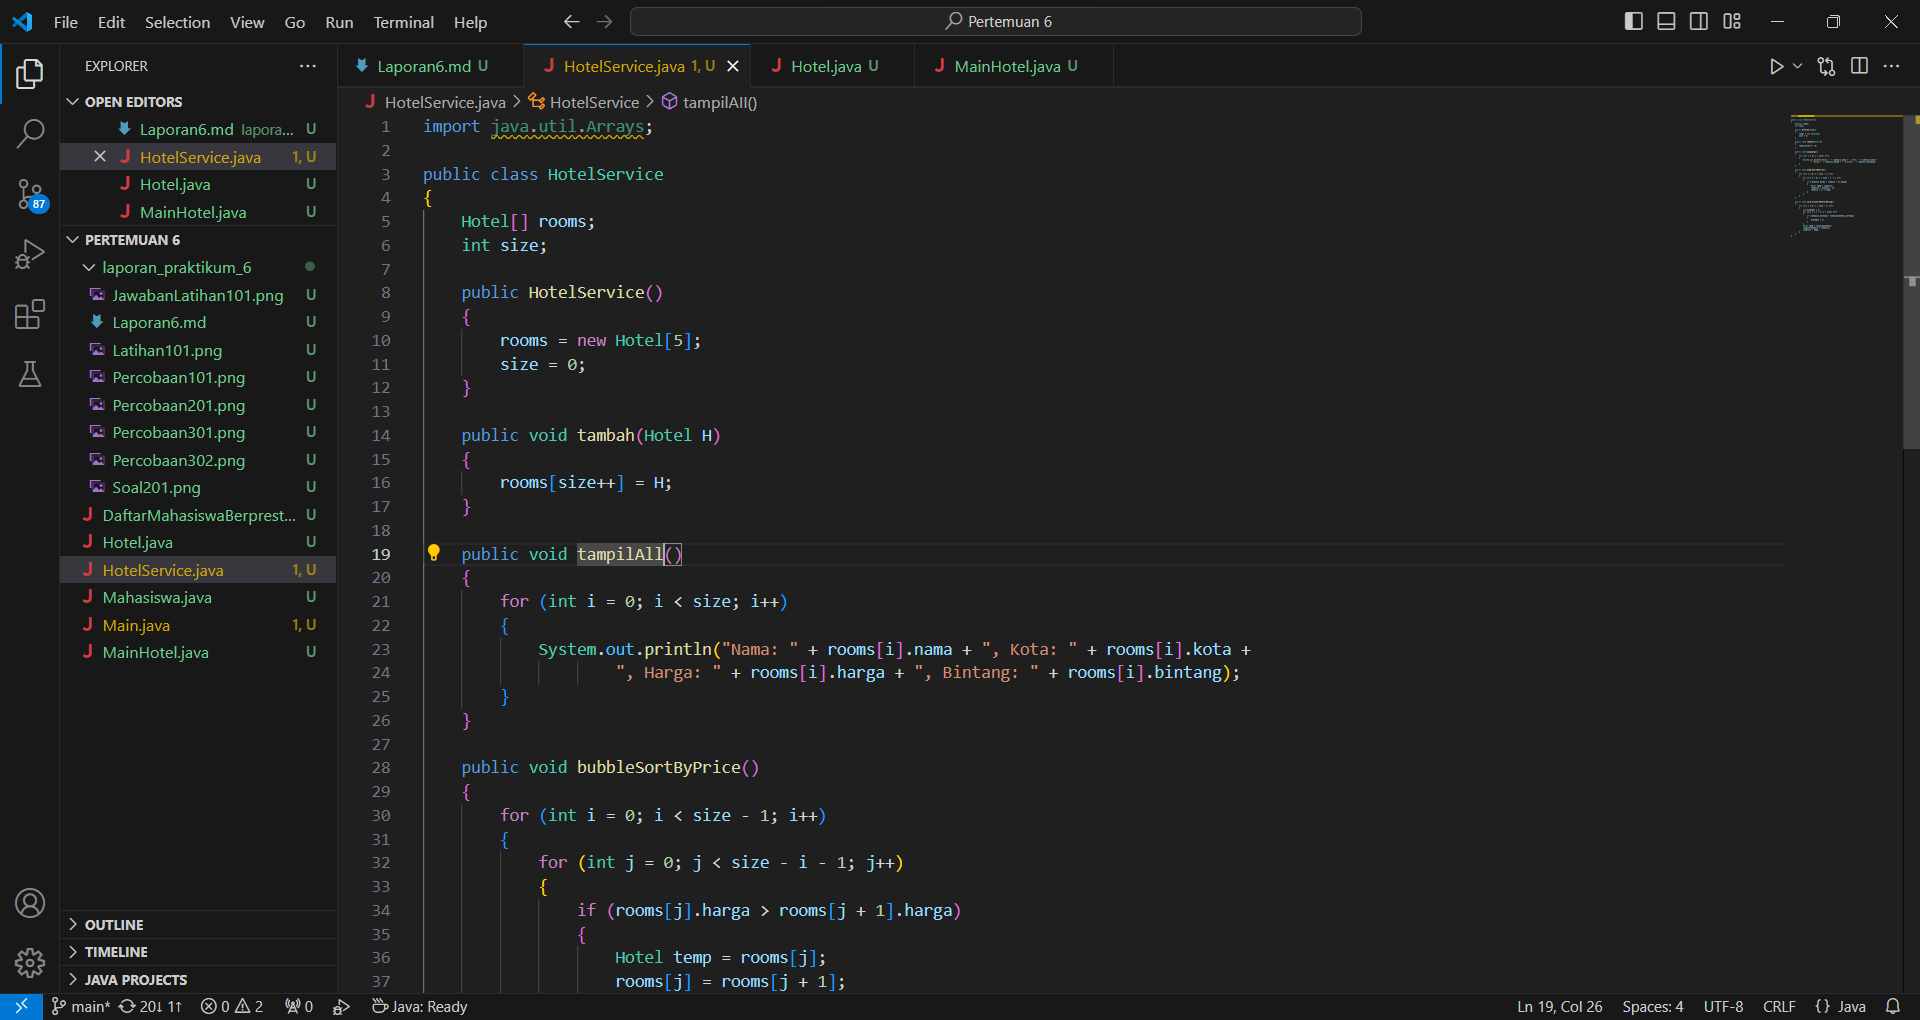 File Edit Selection View Go Run Terminal Help
Pertemuan 6
EXPLORER
OPEN EDITORS
Laporan6.md lapora... U
HotelService.java 1, U
Hotel.java U
MainHotel.java U
PERTEMUAN 6
laporan_praktikum_6
JawabanLatihan101.png U
Laporan6.md U
Latihan101.png U
Percobaan101.png U
Percobaan201.png U
Percobaan301.png U
Percobaan302.png U
Soal201.png U
DaftarMahasiswaBerprest... U
Hotel.java U
HotelService.java 1, U
Mahasiswa.java U
Main.java 1, U
MainHotel.java U
OUTLINE
TIMELINE
JAVA PROJECTS
87
Laporan6.md U HotelService.java 1, U Hotel.java U MainHotel.java U
HotelService.java > HotelService > tampilAll()
1 import java.util.Arrays;
2
3 public class HotelService
4 {
5 Hotel[] rooms;
6 int size;
7
8 public HotelService()
9 {
10 rooms = new Hotel[5];
11 size = 0;
12 }
13
14 public void tambah(Hotel H)
15 {
16 rooms[size++] = H;
17 }
18
19 public void tampilAll()
20 {
21 for (int i = 0; i < size; i++)
22 {
23 System.out.println("Nama: " + rooms[i].nama + ", Kota: " + rooms[i].kota +
24 ", Harga: " + rooms[i].harga + ", Bintang: " + rooms[i].bintang);
25 }
26 }
27
28 public void bubbleSortByPrice()
29 {
30 for (int i = 0; i < size - 1; i++)
31 {
32 for (int j = 0; j < size - i - 1; j++)
33 {
34 if (rooms[j].harga > rooms[j + 1].harga)
35 {
36 Hotel temp = rooms[j];
37 rooms[j] = rooms[j + 1];
main* 20↓ 1↑ 0 2 0 Java: Ready
Ln 19, Col 26 Spaces: 4 UTF-8 CRLF {} Java